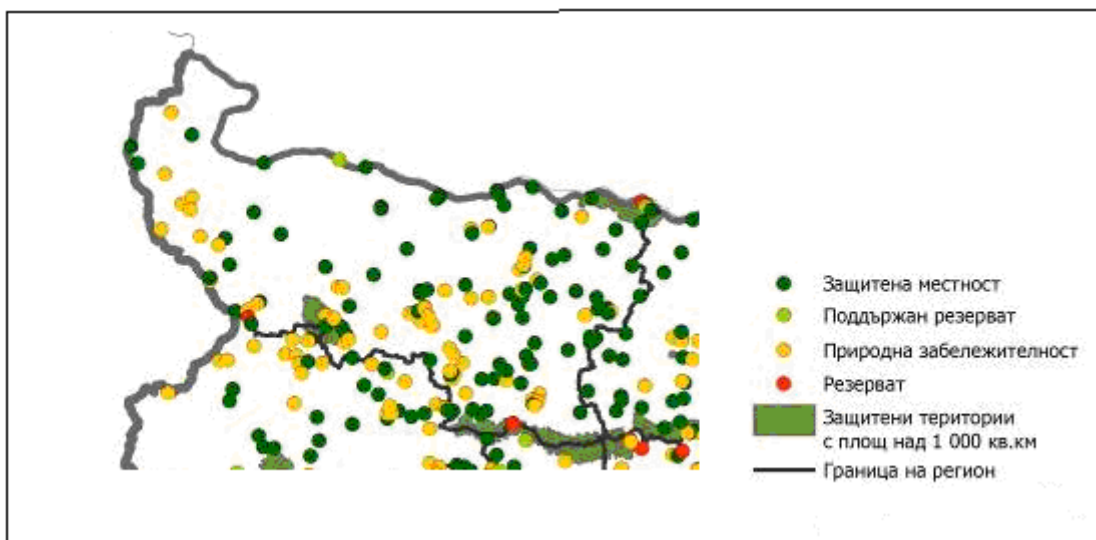 Защитена местност
Поддържан резерват
Природна забележителност
Резерват
Защитени територии
с площ над 1 000 кв.км
Граница на регион